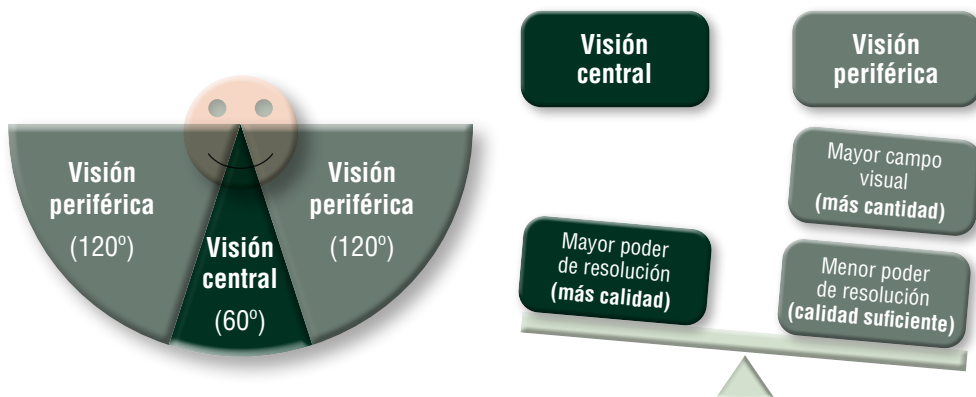 Visión
periférica
(120º)
Visión
central
(60º)
Visión
periférica
(120º)
Visión
central
Mayor poder
de resolución
(más calidad)
Visión
periférica
Mayor campo
visual
(más cantidad)
Menor poder
de resolución
(calidad suficiente)